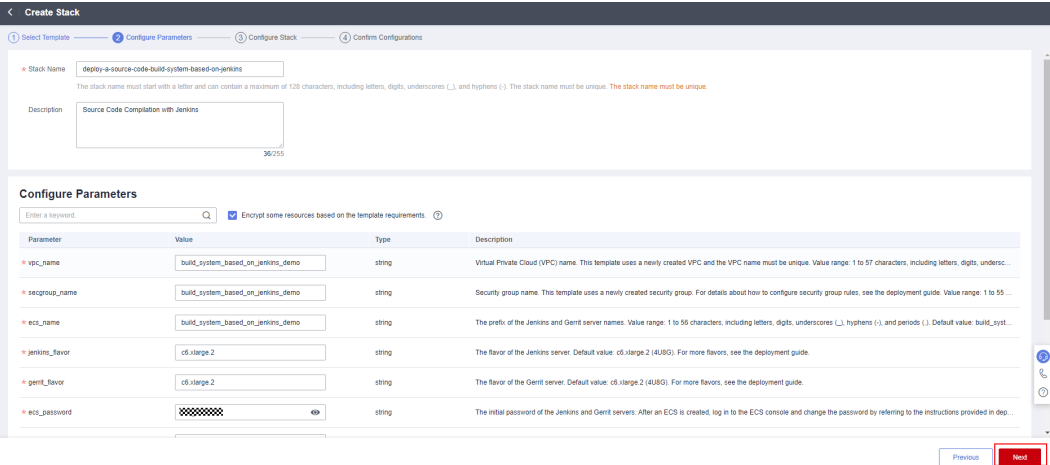 Create Stack
1 Select Template 2 Configure Parameters 3 Configure Stack 4 Confirm Configurations
* Stack Name deploy-a-source-code-build-system-based-on-jenkins
The stack name must start with a letter and can contain a maximum of 128 characters, including letters, digits, underscores (_), and hyphens (-). The stack name must be unique. The stack name must be unique.
Description Source Code Compilation with Jenkins
36/255
Configure Parameters
Enter a keyword. Encrypt some resources based on the template requirements. ?
Parameter Value Type Description
* vpc_name build_system_based_on_jenkins_demo string Virtual Private Cloud (VPC) name. This template uses a newly created VPC and the VPC name must be unique. Value range: 1 to 57 characters, including letters, digits, undersc...
* secgroup_name build_system_based_on_jenkins_demo string Security group name. This template uses a newly created security group. For details about how to configure security group rules, see the deployment guide. Value range: 1 to 55 ...
* ecs_name build_system_based_on_jenkins_demo string The prefix of the Jenkins and Gerrit server names. Value range: 1 to 56 characters, including letters, digits, underscores (_), hyphens (-), and periods (.). Default value: build_syst...
* jenkins_flavor c6.xlarge.2 string The flavor of the Jenkins server. Default value: c6.xlarge.2 (4U8G). For more flavors, see the deployment guide.
* gerrit_flavor c6.xlarge.2 string The flavor of the Gerrit server. Default value: c6.xlarge.2 (4U8G). For more flavors, see the deployment guide.
* ecs_password string The initial password of the Jenkins and Gerrit servers. After an ECS is created, log in to the ECS console and change the password by referring to the instructions provided in dep...
Previous Next